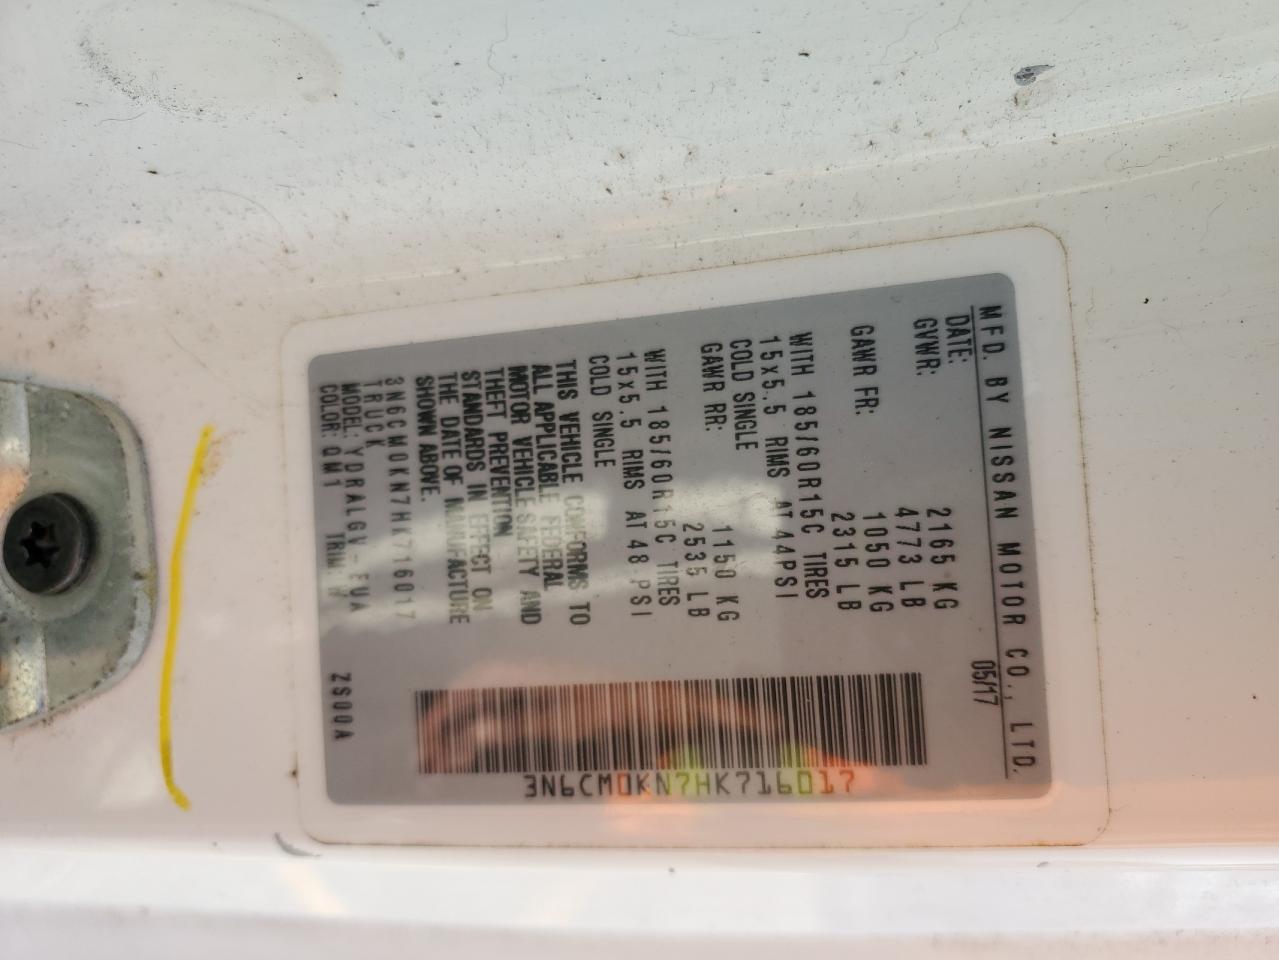 MFD. BY NISSAN MOTOR CO., LTD.
DATE: 05/17
GVWR: 2165 KG
4773 LB
GAWR FR: 1050 KG
2315 LB
WITH 185/60R15C TIRES
15x5.5 RIMS AT 44PSI
COLD SINGLE
GAWR RR: 1150 KG
2535 LB
WITH 185/60R15C TIRES
15x5.5 RIMS AT 48 PSI
COLD SINGLE
THIS VEHICLE CONFORMS TO
ALL APPLICABLE FEDERAL
MOTOR VEHICLE SAFETY AND
THEFT PREVENTION
STANDARDS IN EFFECT ON
THE DATE OF MANUFACTURE
SHOWN ABOVE.
3N6CM0KN7HK716017
TRUCK
MODEL: YDRALGV-FUA
COLOR: QM1 TRIM: ZS00A
3N6CM0KN7HK716017